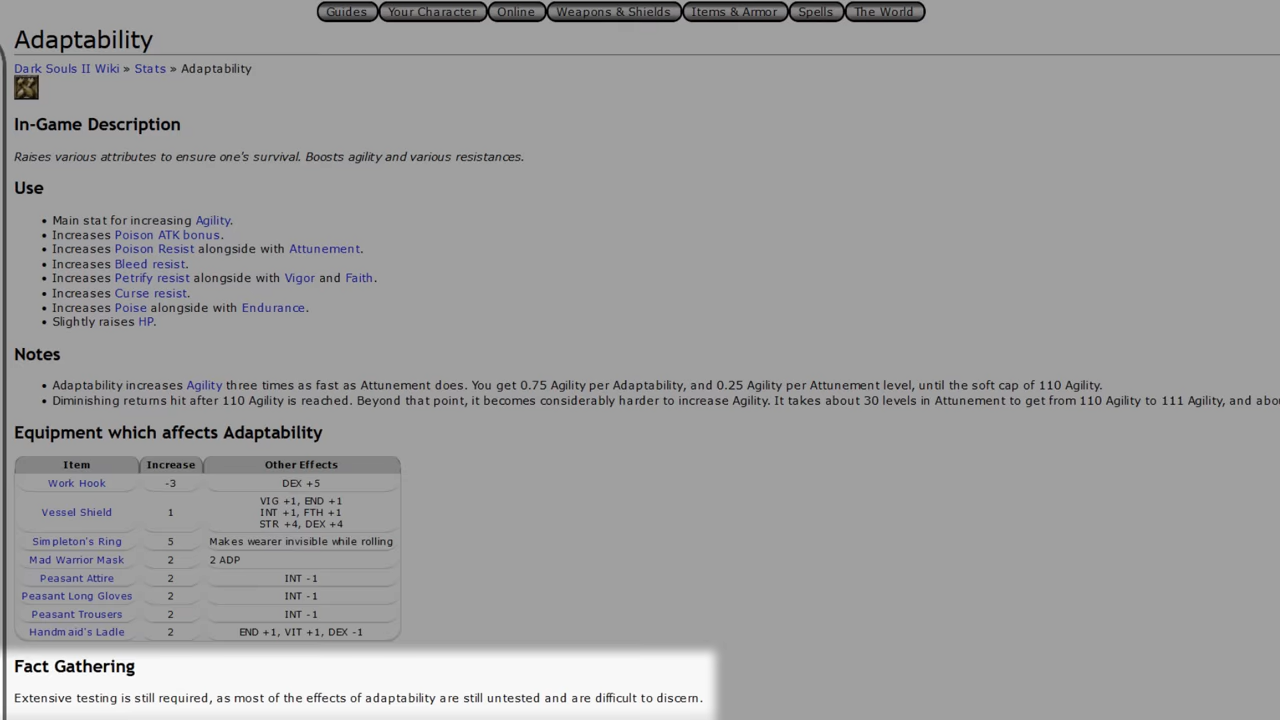 Guides Your Character Online Weapons & Shields Items & Armor Spells The World
Adaptability
Dark Souls II Wiki » Stats » Adaptability
In-Game Description
Raises various attributes to ensure one's survival. Boosts agility and various resistances.
Use
• Main stat for increasing Agility.
• Increases Poison ATK bonus.
• Increases Poison Resist alongside with Attunement.
• Increases Bleed resist.
• Increases Petrify resist alongside with Vigor and Faith.
• Increases Curse resist.
• Increases Poise alongside with Endurance.
• Slightly raises HP.
Notes
• Adaptability increases Agility three times as fast as Attunement does. You get 0.75 Agility per Adaptability, and 0.25 Agility per Attunement level, until the soft cap of 110 Agility.
• Diminishing returns hit after 110 Agility is reached. Beyond that point, it becomes considerably harder to increase Agility. It takes about 30 levels in Attunement to get from 110 Agility to 111 Agility, and
Equipment which affects Adaptability
Item Increase Other Effects
Work Hook -3 DEX +5
VIG +1, END +1
Vessel Shield 1 INT +1, FTH +1
STR +4, DEX +4
Simpleton's Ring 5 Makes wearer invisible while rolling
Mad Warrior Mask 2 2 ADP
Peasant Attire 2 INT -1
Peasant Long Gloves 2 INT -1
Peasant Trousers 2 INT -1
Handmaid's Ladle 2 END +1, VIT +1, DEX -1
Fact Gathering
Extensive testing is still required, as most of the effects of adaptability are still untested and are difficult to discern.